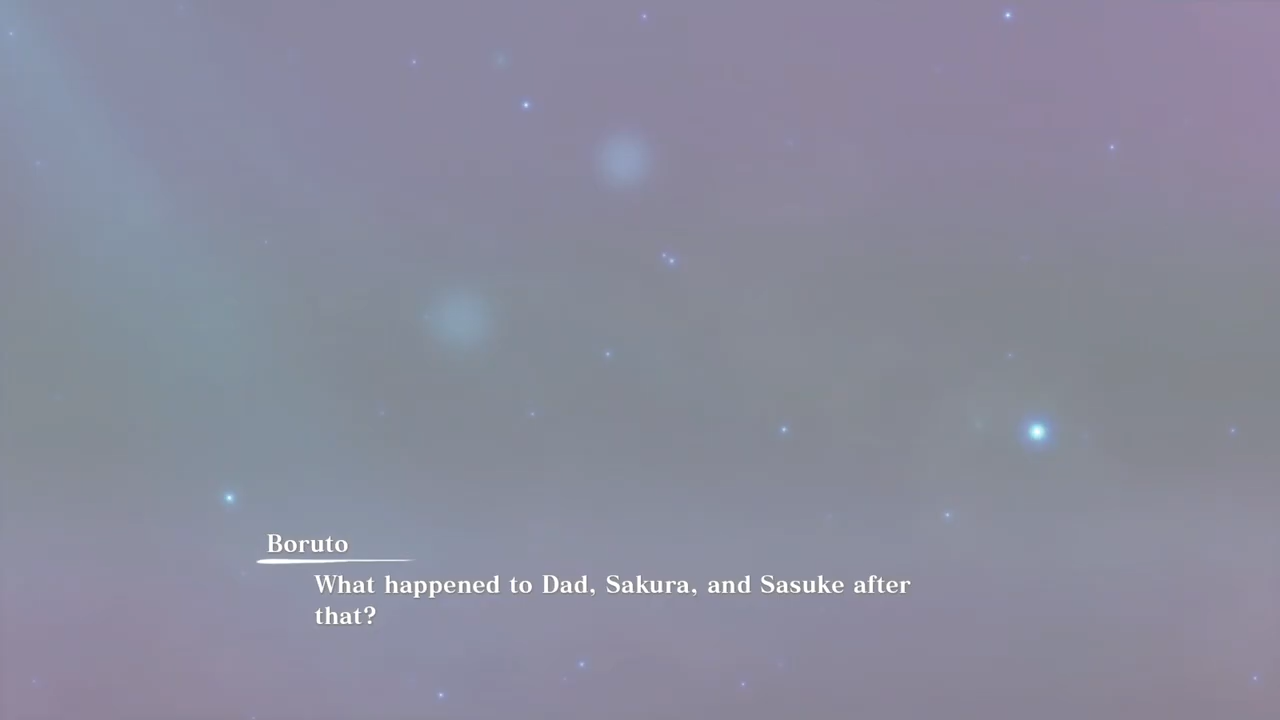 Boruto
What happened to Dad, Sakura, and Sasuke after
that?